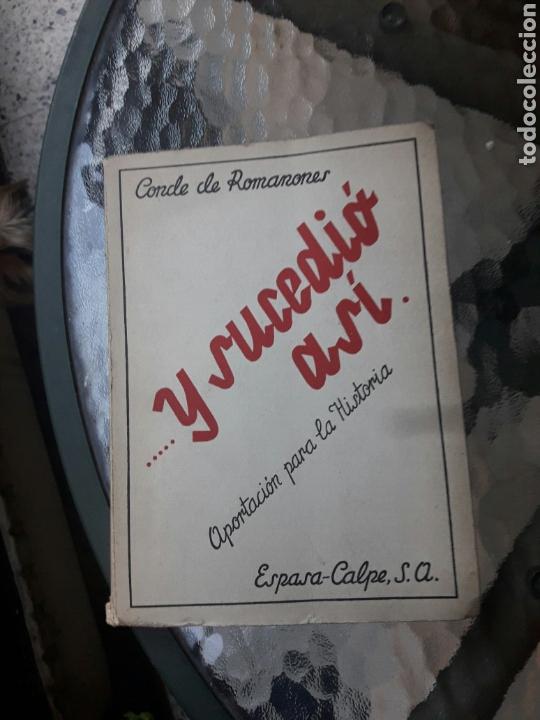 Conde de Romanones
.....y sucedió
así.
Aportación para la Historia
Espasa-Calpe, S.A.
todocoleccion